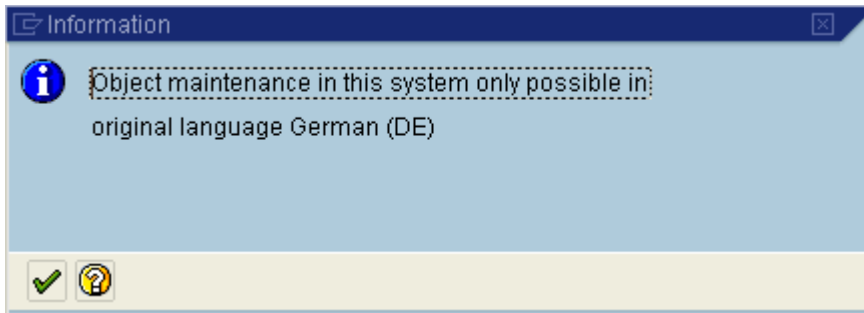 Information
Object maintenance in this system only possible in
original language German (DE)